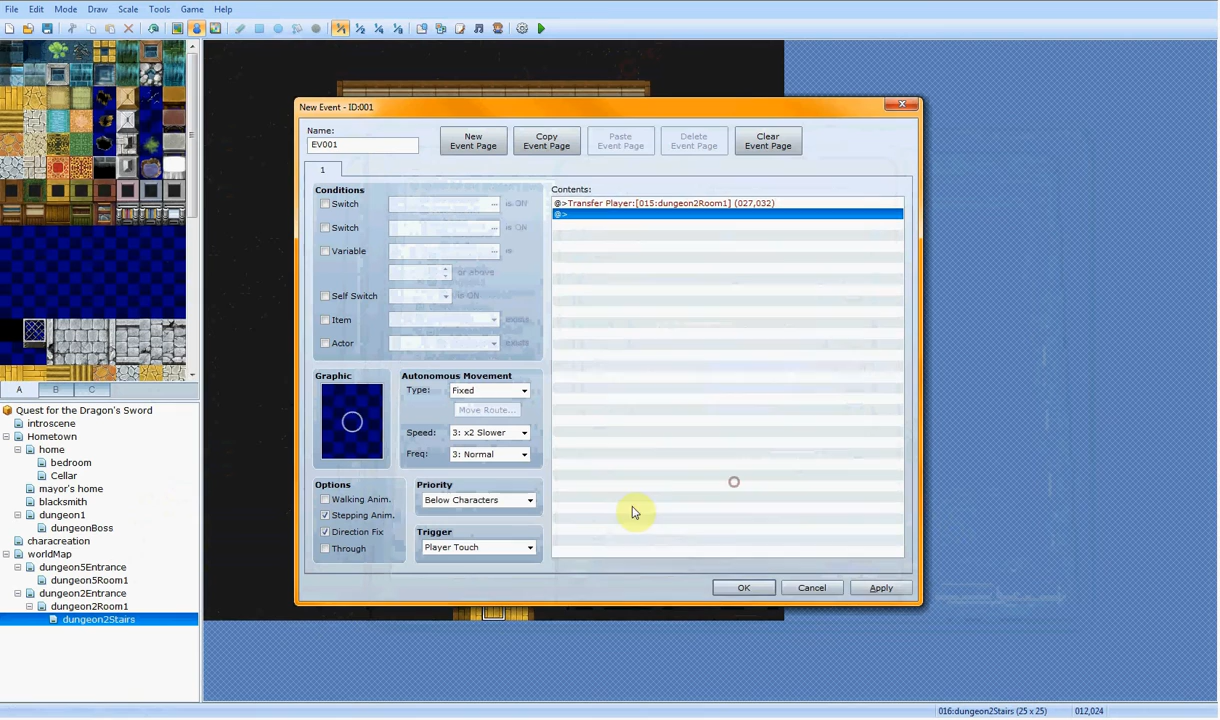 File Edit Mode Draw Scale Tools Game Help
New Event - ID:001
Name:
EV001
New Event Page
Copy Event Page
Paste Event Page
Delete Event Page
Clear Event Page
1
Conditions
Switch ... is ON
Switch ... is ON
Variable ... is
or above
Self Switch is ON
Item exists
Actor exists
Graphic
Autonomous Movement
Type: Fixed
Move Route...
Speed: 3: x2 Slower
Freq: 3: Normal
Options
Walking Anim.
Stepping Anim.
Direction Fix
Through
Priority
Below Characters
Trigger
Player Touch
Contents:
@>Transfer Player:[015:dungeon2Room1] (027,032)
@>
OK Cancel Apply
A B C
Quest for the Dragon's Sword
introscene
Hometown
home
bedroom
Cellar
mayor's home
blacksmith
dungeon1
dungeonBoss
characreation
worldMap
dungeon5Entrance
dungeon5Room1
dungeon2Entrance
dungeon2Room1
dungeon2Stairs
016:dungeon2Stairs (25 x 25) 012,024